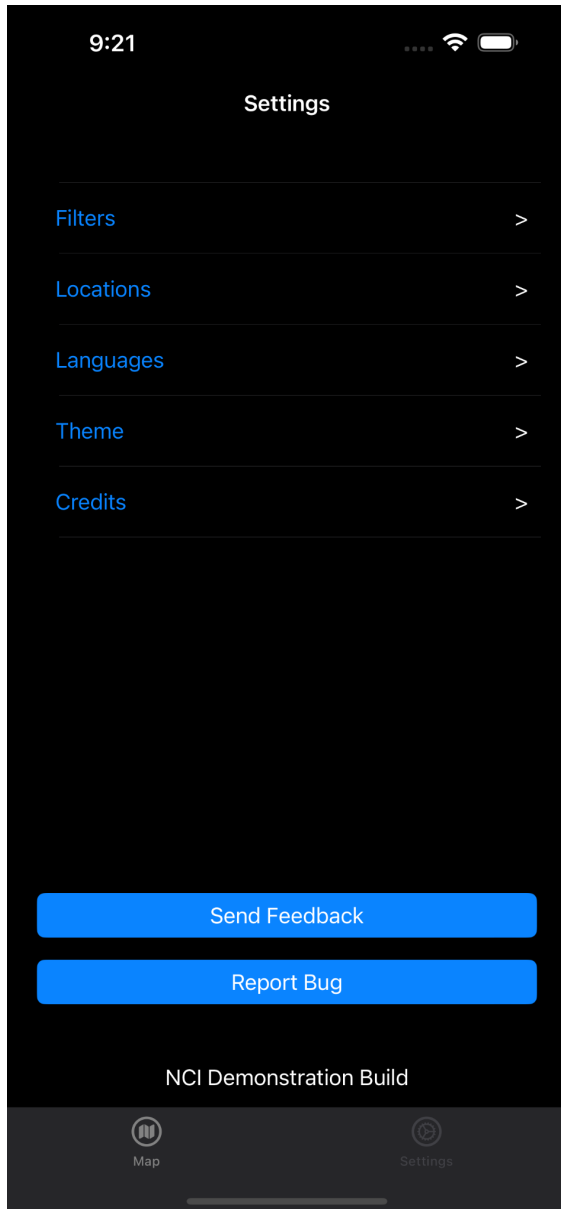 9:21
Settings
Filters >
Locations >
Languages >
Theme >
Credits >
Send Feedback
Report Bug
NCI Demonstration Build
Map Settings